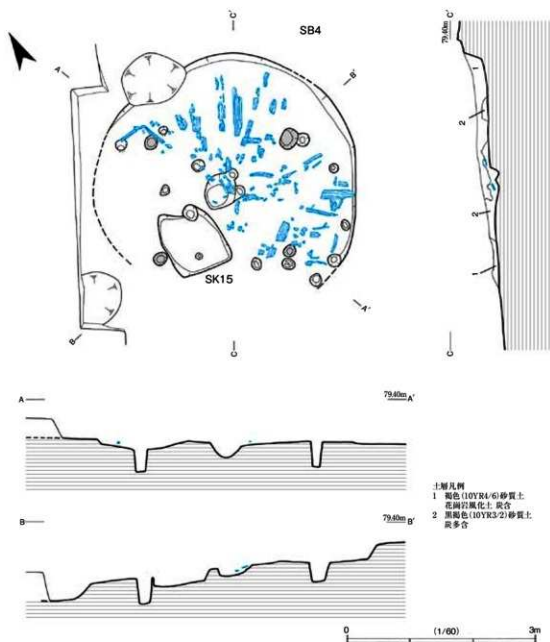 C′
SB4
C′
79.40m
A
B′
1
2
2
SK15
1
A′
B
C
C
A
79.40m
A′
土層凡例
1 褐色(10YR4/6)砂質土
花崗岩風化土 炭含
2 黒褐色(10YR3/2)砂質土
炭多含
B
79.40m
B′
0 (1/60) 3m